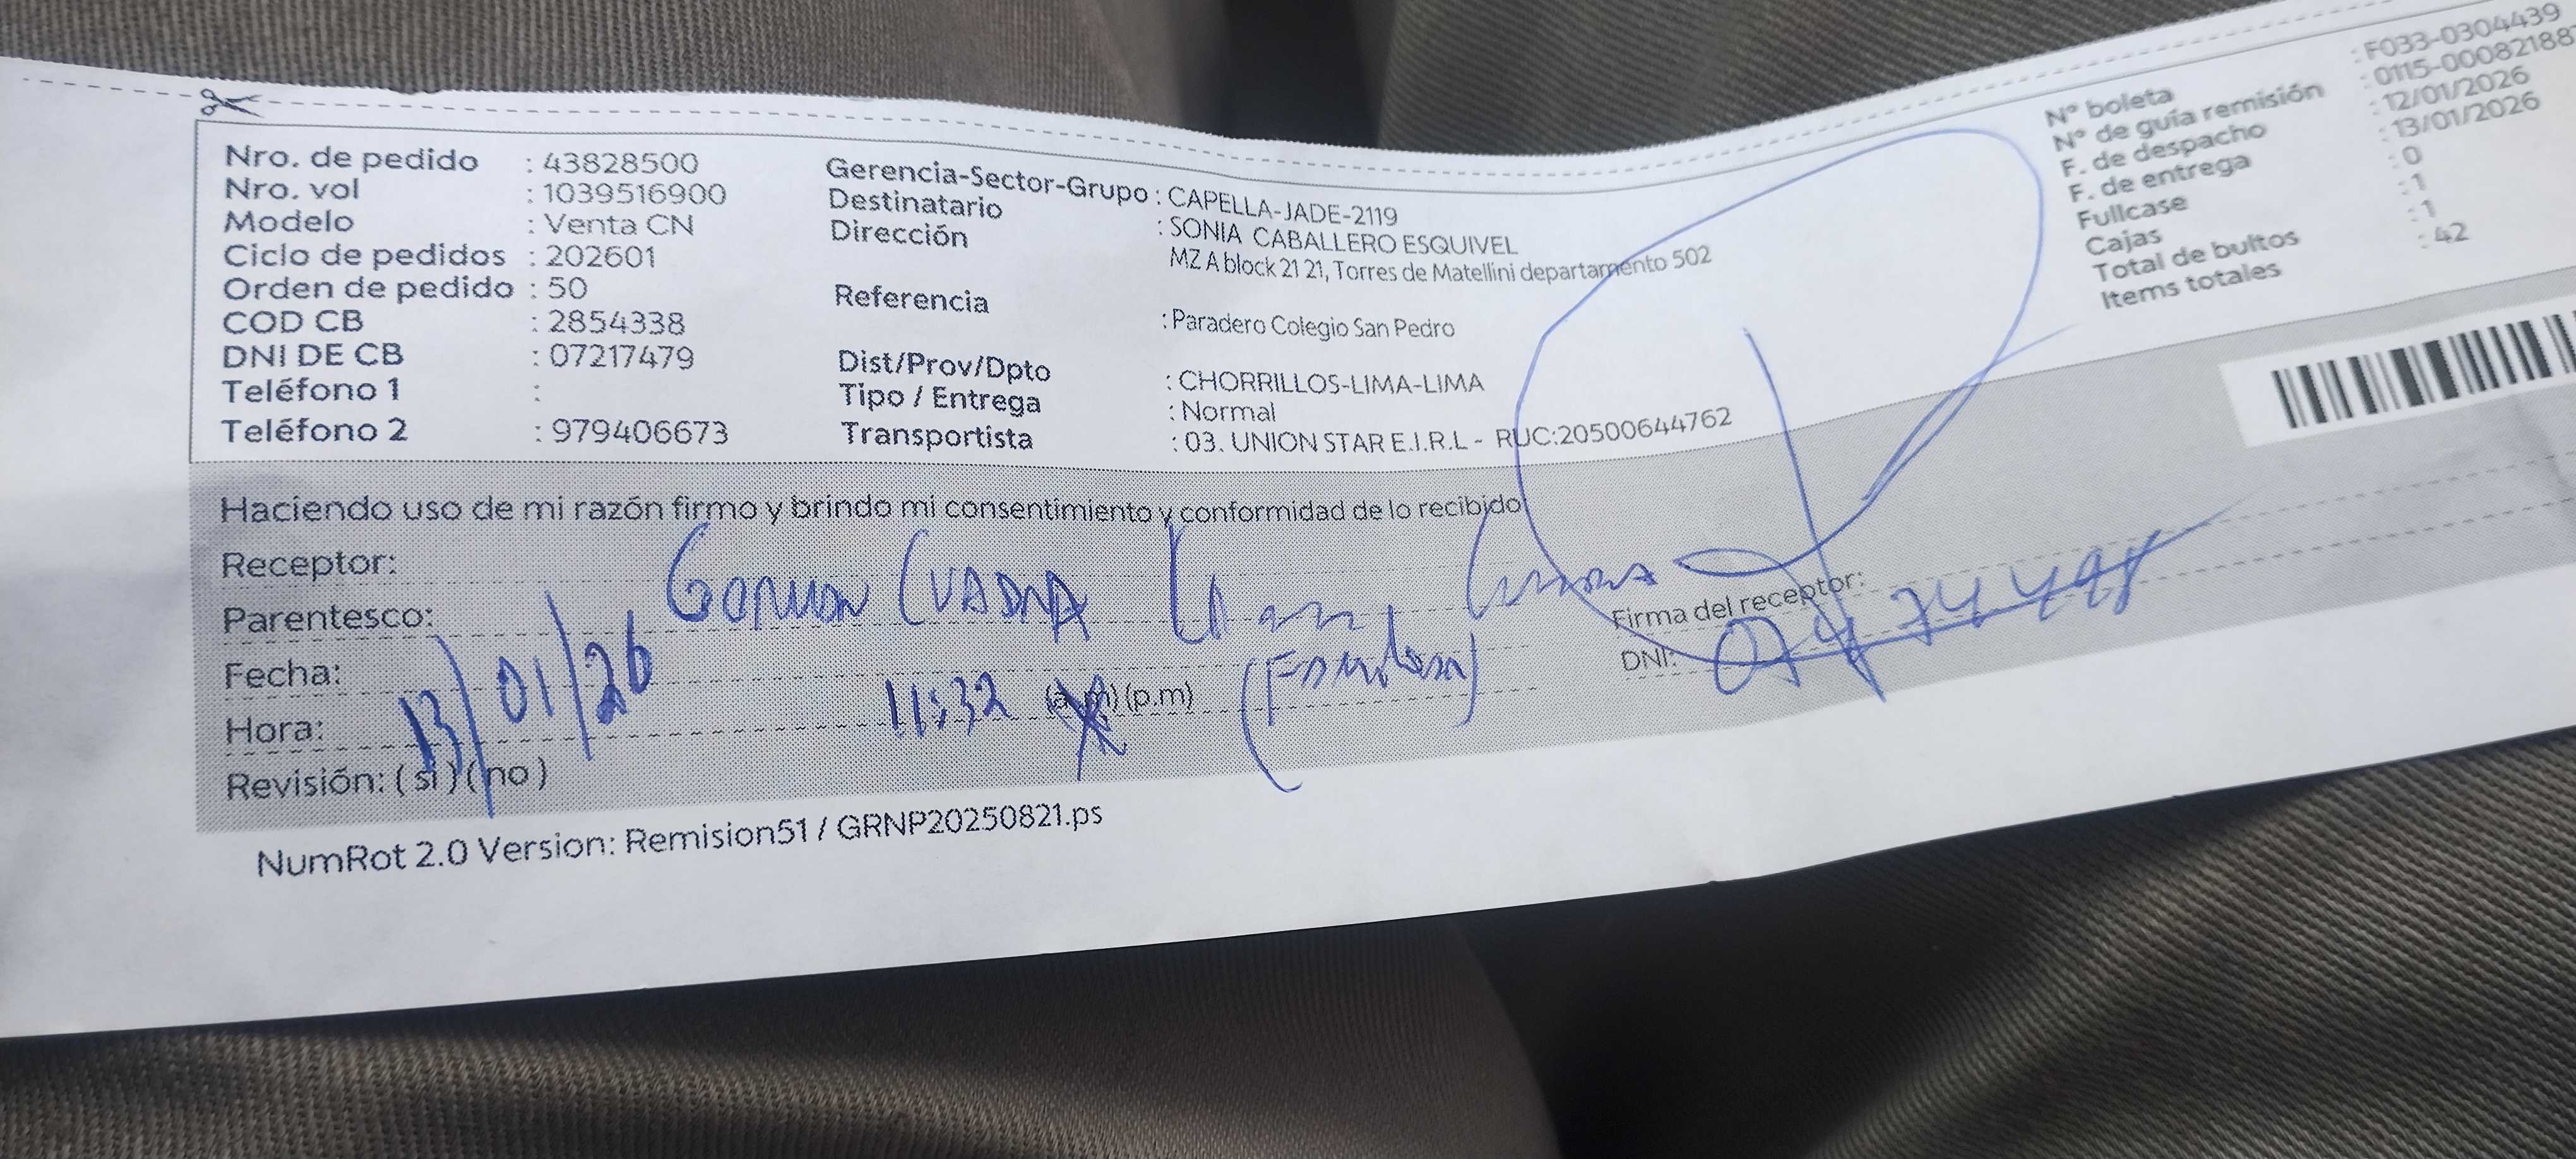 Nro. de pedido : 43828500
Nro. vol : 1039516900
Modelo : Venta CN
Ciclo de pedidos : 202601
Orden de pedido : 50
COD CB : 2854338
DNI DE CB : 07217479
Teléfono 1 :
Teléfono 2 : 979406673
Gerencia-Sector-Grupo : CAPELLA-JADE-2119
Destinatario : SONIA CABALLERO ESQUIVEL
Dirección : MZ A block 21 21, Torres de Matellini departamento 502
Referencia : Paradero Colegio San Pedro
Dist/Prov/Dpto : CHORRILLOS-LIMA-LIMA
Tipo / Entrega : Normal
Transportista : 03. UNION STAR E.I.R.L - RUC:20500644762
N° boleta : F033-0304439
N° de guía remisión : 0115-00082188
F. de despacho : 12/01/2026
F. de entrega : 13/01/2026
Fullcase : 0
Cajas : 1
Total de bultos : 1
Items totales : 42
Haciendo uso de mi razón firmo y brindo mi consentimiento y conformidad de lo recibido
Receptor:
Parentesco: CUADRA
Fecha: 13/01/26
Hora: 11:32 (a.m) (p.m)
Revisión: ( si ) ( no )
Firma del receptor:
DNI:
NumRot 2.0 Version: Remision51 / GRNP20250821.ps